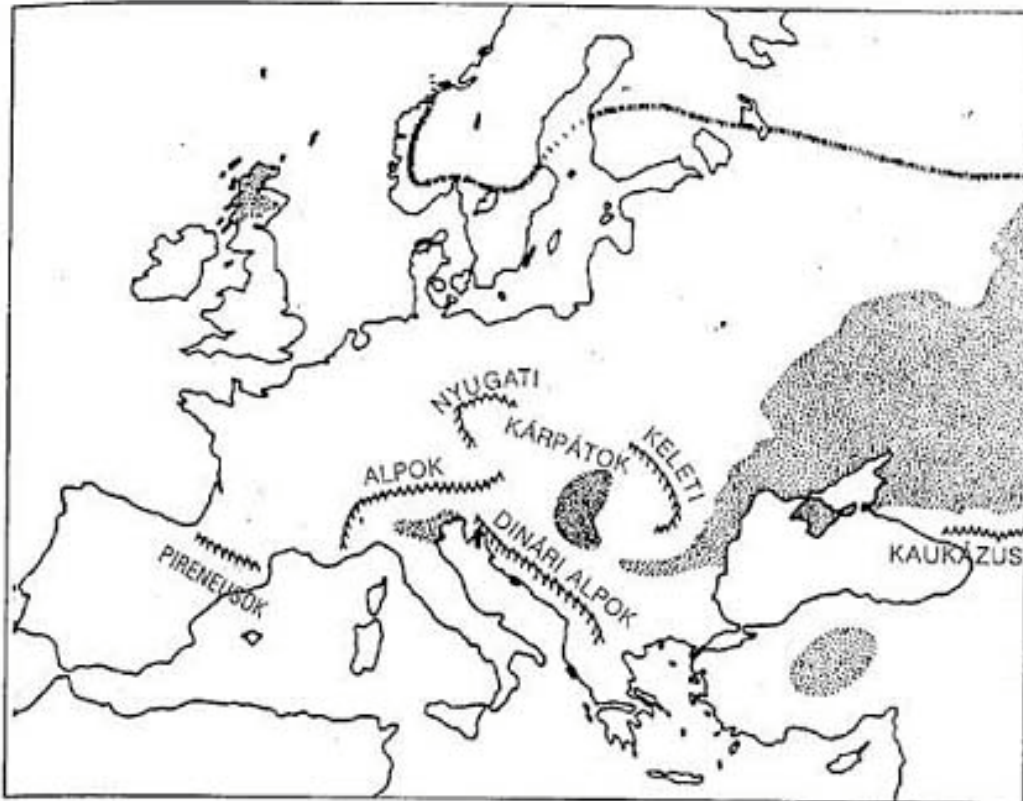 NYUGATI
KÁRPÁTOK
KELETI
ALPOK
DINÁRI ALPOK
PIRENEUSOK
KAUKÁZUS